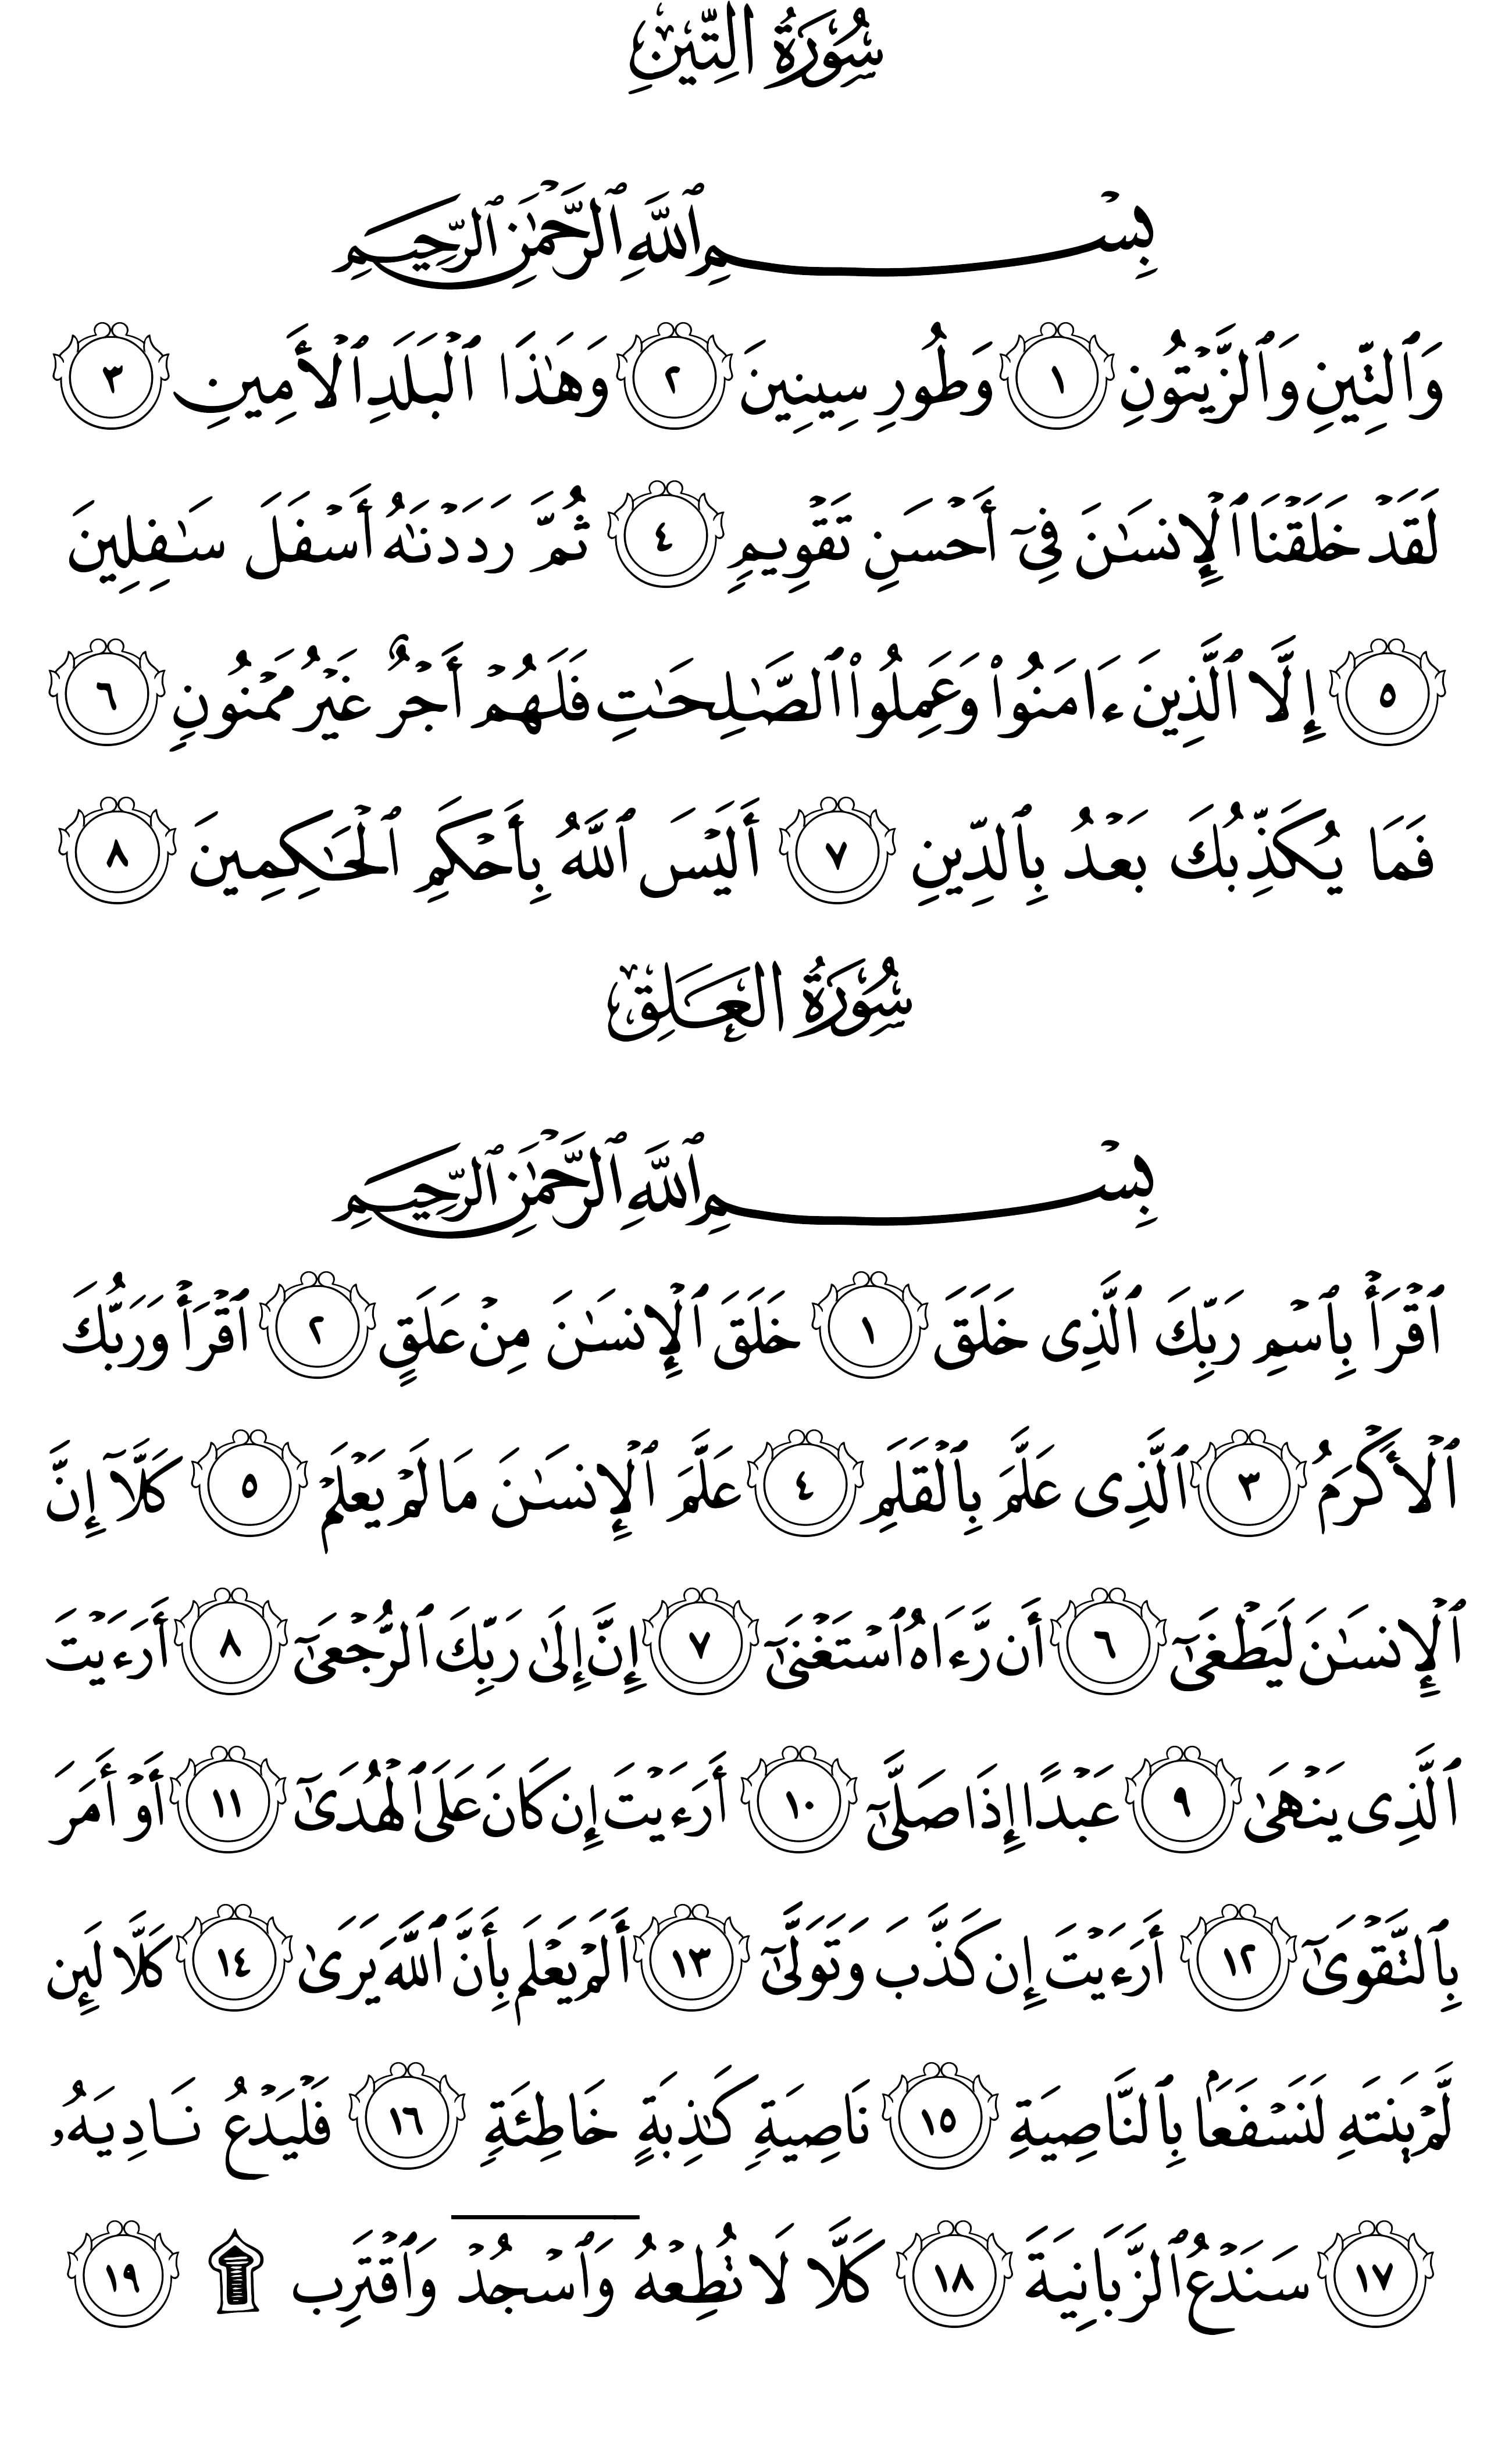 سُورَةُ التِّينِ
بِسۡمِ ٱللَّهِ ٱلرَّحۡمَٰنِ ٱلرَّحِيمِ
وَٱلتِّينِ وَٱلزَّيۡتُونِ ١ وَطُورِ سِينِينَ ٢ وَهَٰذَا ٱلۡبَلَدِ ٱلۡأَمِينِ ٣
لَقَدۡ خَلَقۡنَا ٱلۡإِنسَٰنَ فِيٓ أَحۡسَنِ تَقۡوِيمٖ ٤ ثُمَّ رَدَدۡنَٰهُ أَسۡفَلَ سَٰفِلِينَ
٥ إِلَّا ٱلَّذِينَ ءَامَنُواْ وَعَمِلُواْ ٱلصَّٰلِحَٰتِ فَلَهُمۡ أَجۡرٌ غَيۡرُ مَمۡنُونٖ ٦
فَمَا يُكَذِّبُكَ بَعۡدُ بِٱلدِّينِ ٧ أَلَيۡسَ ٱللَّهُ بِأَحۡكَمِ ٱلۡحَٰكِمِينَ ٨
سُورَةُ العَلَقِ
بِسۡمِ ٱللَّهِ ٱلرَّحۡمَٰنِ ٱلرَّحِيمِ
ٱقۡرَأۡ بِٱسۡمِ رَبِّكَ ٱلَّذِي خَلَقَ ١ خَلَقَ ٱلۡإِنسَٰنَ مِنۡ عَلَقٍ ٢ ٱقۡرَأۡ وَرَبُّكَ
ٱلۡأَكۡرَمُ ٣ ٱلَّذِي عَلَّمَ بِٱلۡقَلَمِ ٤ عَلَّمَ ٱلۡإِنسَٰنَ مَا لَمۡ يَعۡلَمۡ ٥ كَلَّآ إِنَّ
ٱلۡإِنسَٰنَ لَيَطۡغَىٰٓ ٦ أَن رَّءَاهُ ٱسۡتَغۡنَىٰٓ ٧ إِنَّ إِلَىٰ رَبِّكَ ٱلرُّجۡعَىٰٓ ٨ أَرَءَيۡتَ
ٱلَّذِي يَنۡهَىٰ ٩ عَبۡدًا إِذَا صَلَّىٰٓ ١٠ أَرَءَيۡتَ إِن كَانَ عَلَى ٱلۡهُدَىٰٓ ١١ أَوۡ أَمَرَ
بِٱلتَّقۡوَىٰٓ ١٢ أَرَءَيۡتَ إِن كَذَّبَ وَتَوَلَّىٰٓ ١٣ أَلَمۡ يَعۡلَم بِأَنَّ ٱللَّهَ يَرَىٰ ١٤ كَلَّا لَئِن
لَّمۡ يَنتَهِ لَنَسۡفَعَۢا بِٱلنَّاصِيَةِ ١٥ نَاصِيَةٖ كَٰذِبَةٍ خَاطِئَةٖ ١٦ فَلۡيَدۡعُ نَادِيَهُۥ
١٧ سَنَدۡعُ ٱلزَّبَانِيَةَ ١٨ كَلَّا لَا تُطِعۡهُ وَٱسۡجُدۡۤ وَٱقۡتَرِب ۩ ١٩